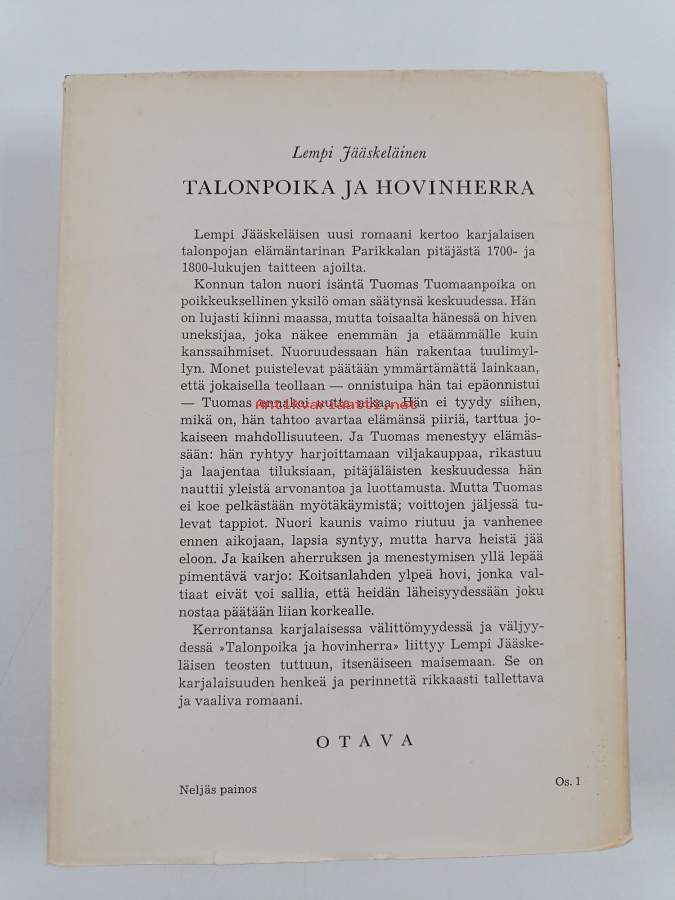 Lempi Jääskeläinen
TALONPOIKA JA HOVINHERRA
Lempi Jääskeläisen uusi romaani kertoo karjalaisen
talonpojan elämäntarinan Parikkalan pitäjästä 1700- ja
1800-lukujen taitteen ajoilta.
Konnun talon nuori isäntä Tuomas Tuomaanpoika on
poikkeuksellinen yksilö oman säätynsä keskuudessa. Hän
on lujasti kiinni maassa, mutta toisaalta hänessä on hiven
uneksijaa, joka näkee enemmän ja etäämmälle kuin
kanssaihmiset. Nuoruudessaan hän rakentaa tuulimyl-
lyn. Monet puistelevat päätään ymmärtämättä lainkaan,
että jokaisella teollaan — onnistuipa hän tai epäonnistui
— Tuomas ennakoi uutta aikaa. Hän ei tyydy siihen,
Antikvariaatti.net
mikä on, hän tahtoo avartaa elämänsä piiriä, tarttua jo-
kaiseen mahdollisuuteen. Ja Tuomas menestyy elämäs-
sään: hän ryhtyy harjoittamaan viljakauppaa, rikastuu
ja laajentaa tiluksiaan, pitäjäläisten keskuudessa hän
nauttii yleistä arvonantoa ja luottamusta. Mutta Tuomas
ei koe pelkästään myötäkäymistä; voittojen jäljessä tu-
levat tappiot. Nuori kaunis vaimo riutuu ja vanhenee
ennen aikojaan, lapsia syntyy, mutta harva heistä jää
eloon. Ja kaiken aherruksen ja menestymisen yllä lepää
pimentävä varjo: Koitsanlahden ylpeä hovi, jonka val-
tiaat eivät voi sallia, että heidän läheisyydessään joku
nostaa päätään liian korkealle.
Kerrontansa karjalaisessa välittömyydessä ja väljyy-
dessä »Talonpoika ja hovinherra» liittyy Lempi Jääske-
läisen teosten tuttuun, itsenäiseen maisemaan. Se on
karjalaisuuden henkeä ja perinnettä rikkaasti tallettava
ja vaaliva romaani.
OTAVA
Neljäs painos
Os. 1